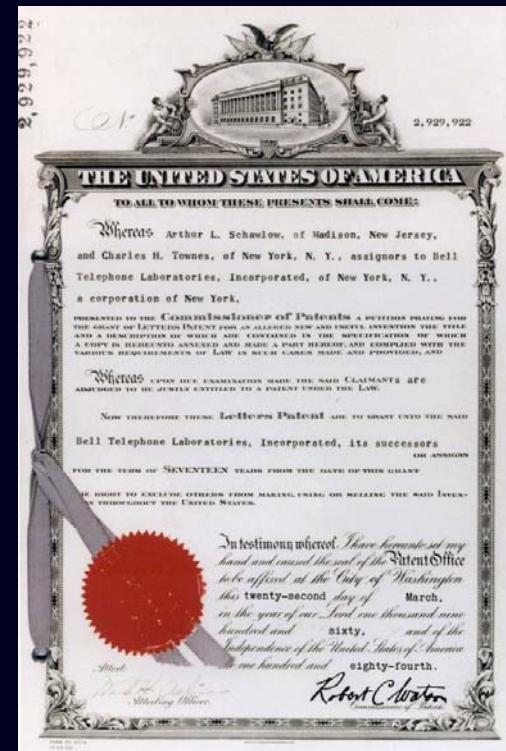 2,929,922
No
2,929,922
THE UNITED STATES OF AMERICA
TO ALL TO WHOM THESE PRESENTS SHALL COME:
Whereas Arthur L. Schawlow, of Madison, New Jersey,
and Charles H. Townes, of New York, N. Y., assignors to Bell
Telephone Laboratories, Incorporated, of New York, N. Y.,
a corporation of New York,
PRESENTED TO THE Commissioner of Patents A PETITION PRAYING FOR
THE GRANT OF LETTERS PATENT FOR AN ALLEGED NEW AND USEFUL INVENTION THE TITLE
AND A DESCRIPTION OF WHICH ARE CONTAINED IN THE SPECIFICATION OF WHICH
A COPY IS HEREUNTO ANNEXED AND MADE A PART HEREOF, AND COMPLIED WITH THE
VARIOUS REQUIREMENTS OF LAW IN SUCH CASES MADE AND PROVIDED, AND
Whereas UPON DUE EXAMINATION MADE THE SAID CLAIMANTS are
ADJUDGED TO BE JUSTLY ENTITLED TO A PATENT UNDER THE LAW.
NOW THEREFORE THESE Letters Patent ARE TO GRANT UNTO THE SAID
Bell Telephone Laboratories, Incorporated, its successors
OR ASSIGNS
FOR THE TERM OF SEVENTEEN YEARS FROM THE DATE OF THIS GRANT
RIGHT TO EXCLUDE OTHERS FROM MAKING, USING OR SELLING THE SAID INVEN-
THROUGHOUT THE UNITED STATES.
In testimony whereof I have hereunto set my
hand and caused the seal of the Patent Office
to be affixed at the City of Washington
this twenty-second day of March,
in the year of our Lord one thousand nine
hundred and sixty, and of the
Independence of the United States of America
one hundred and eighty-fourth.
Attest:
Attesting Officer.
Robert C Watson
Commissioner of Patents.